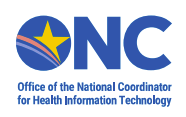 ONC
Office of the National Coordinator
for Health Information Technology